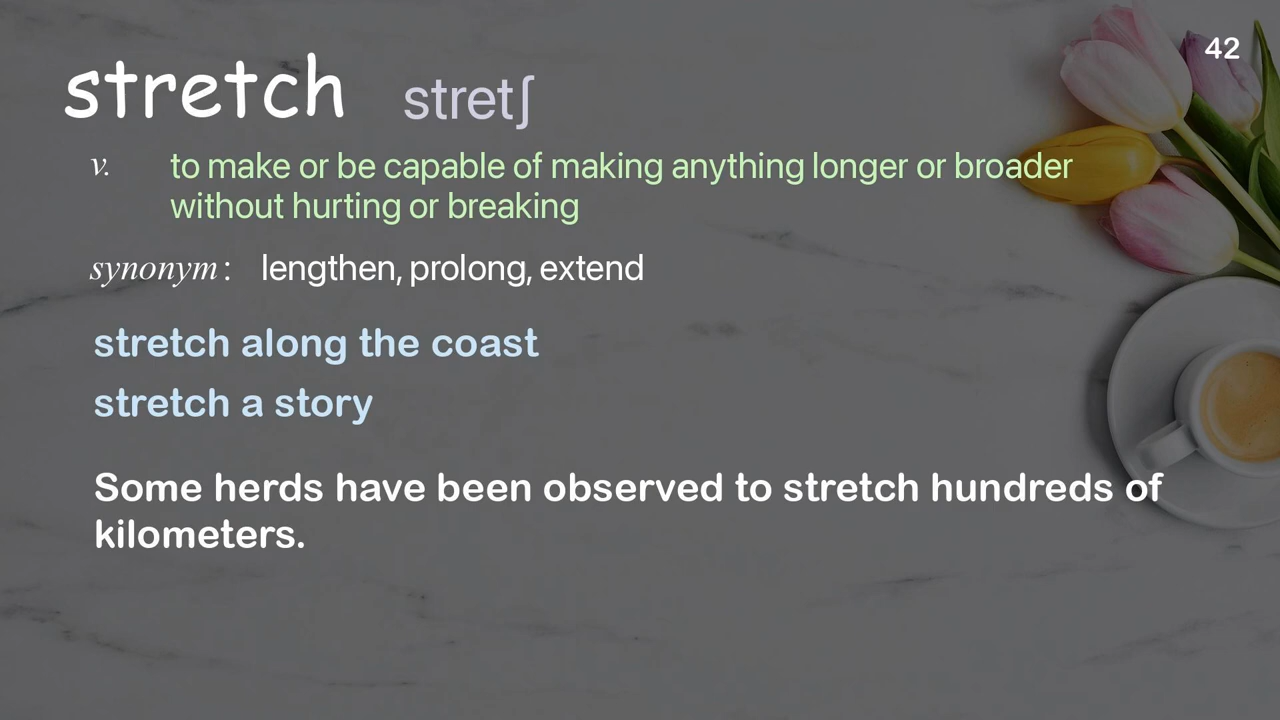 42
stretch stretʃ
v. to make or be capable of making anything longer or broader
without hurting or breaking
synonym: lengthen, prolong, extend
stretch along the coast
stretch a story
Some herds have been observed to stretch hundreds of
kilometers.